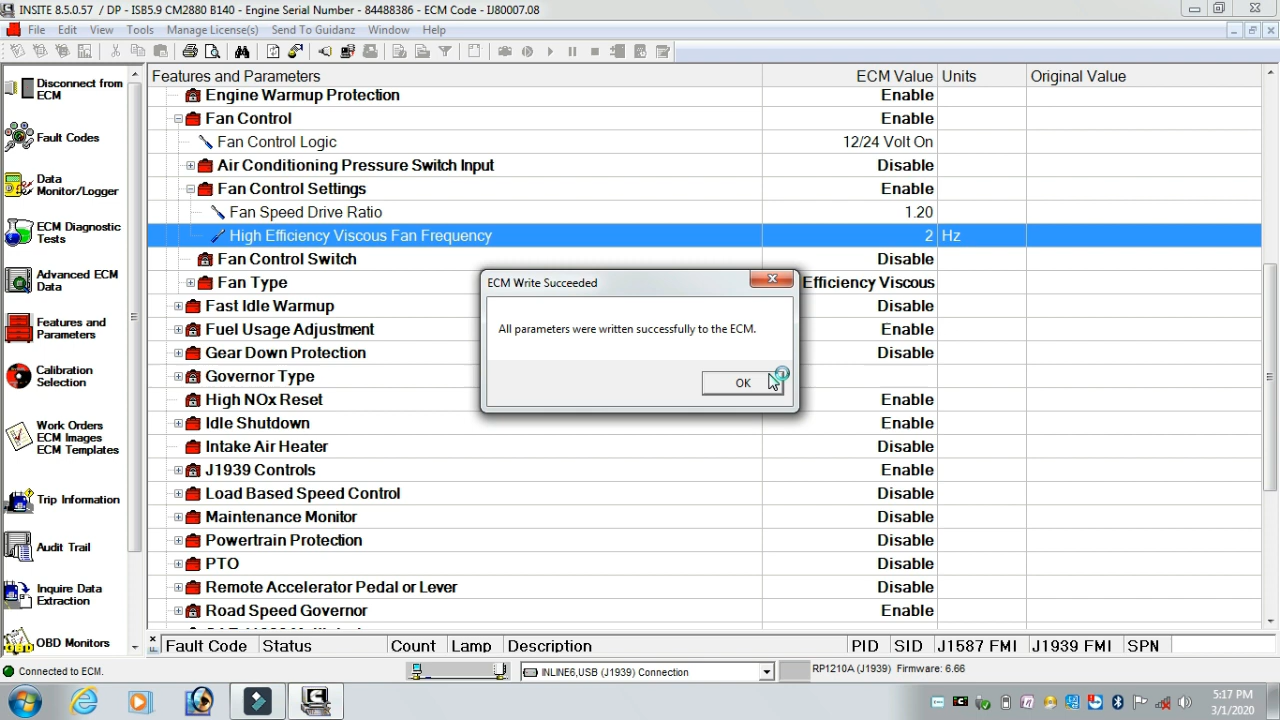 INSITE 8.5.0.57 / DP - ISB5.9 CM2880 B140 - Engine Serial Number - 84488386 - ECM Code - IJ80007.08
File Edit View Tools Manage License(s) Send To Guidanz Window Help
Disconnect from
ECM
Fault Codes
Data
Monitor/Logger
ECM Diagnostic
Tests
Advanced ECM
Data
Features and
Parameters
Calibration
Selection
Work Orders
ECM Images
ECM Templates
Trip Information
Audit Trail
Inquire Data
Extraction
OBD Monitors
Features and Parameters ECM Value Units Original Value
Engine Warmup Protection Enable
Fan Control Enable
Fan Control Logic 12/24 Volt On
Air Conditioning Pressure Switch Input Disable
Fan Control Settings Enable
Fan Speed Drive Ratio 1.20
High Efficiency Viscous Fan Frequency 2 Hz
Fan Control Switch Disable
Fan Type Efficiency Viscous
Fast Idle Warmup Disable
Fuel Usage Adjustment Enable
Gear Down Protection Disable
Governor Type
High NOx Reset Enable
Idle Shutdown Enable
Intake Air Heater Disable
J1939 Controls Enable
Load Based Speed Control Disable
Maintenance Monitor Disable
Powertrain Protection Disable
PTO Disable
Remote Accelerator Pedal or Lever Disable
Road Speed Governor Enable
ECM Write Succeeded
All parameters were written successfully to the ECM.
OK
Fault Code Status Count Lamp Description PID SID J1587 FMI J1939 FMI SPN
Connected to ECM. INLINE6,USB (J1939) Connection RP1210A (J1939) Firmware: 6.66
5:17 PM
3/1/2020